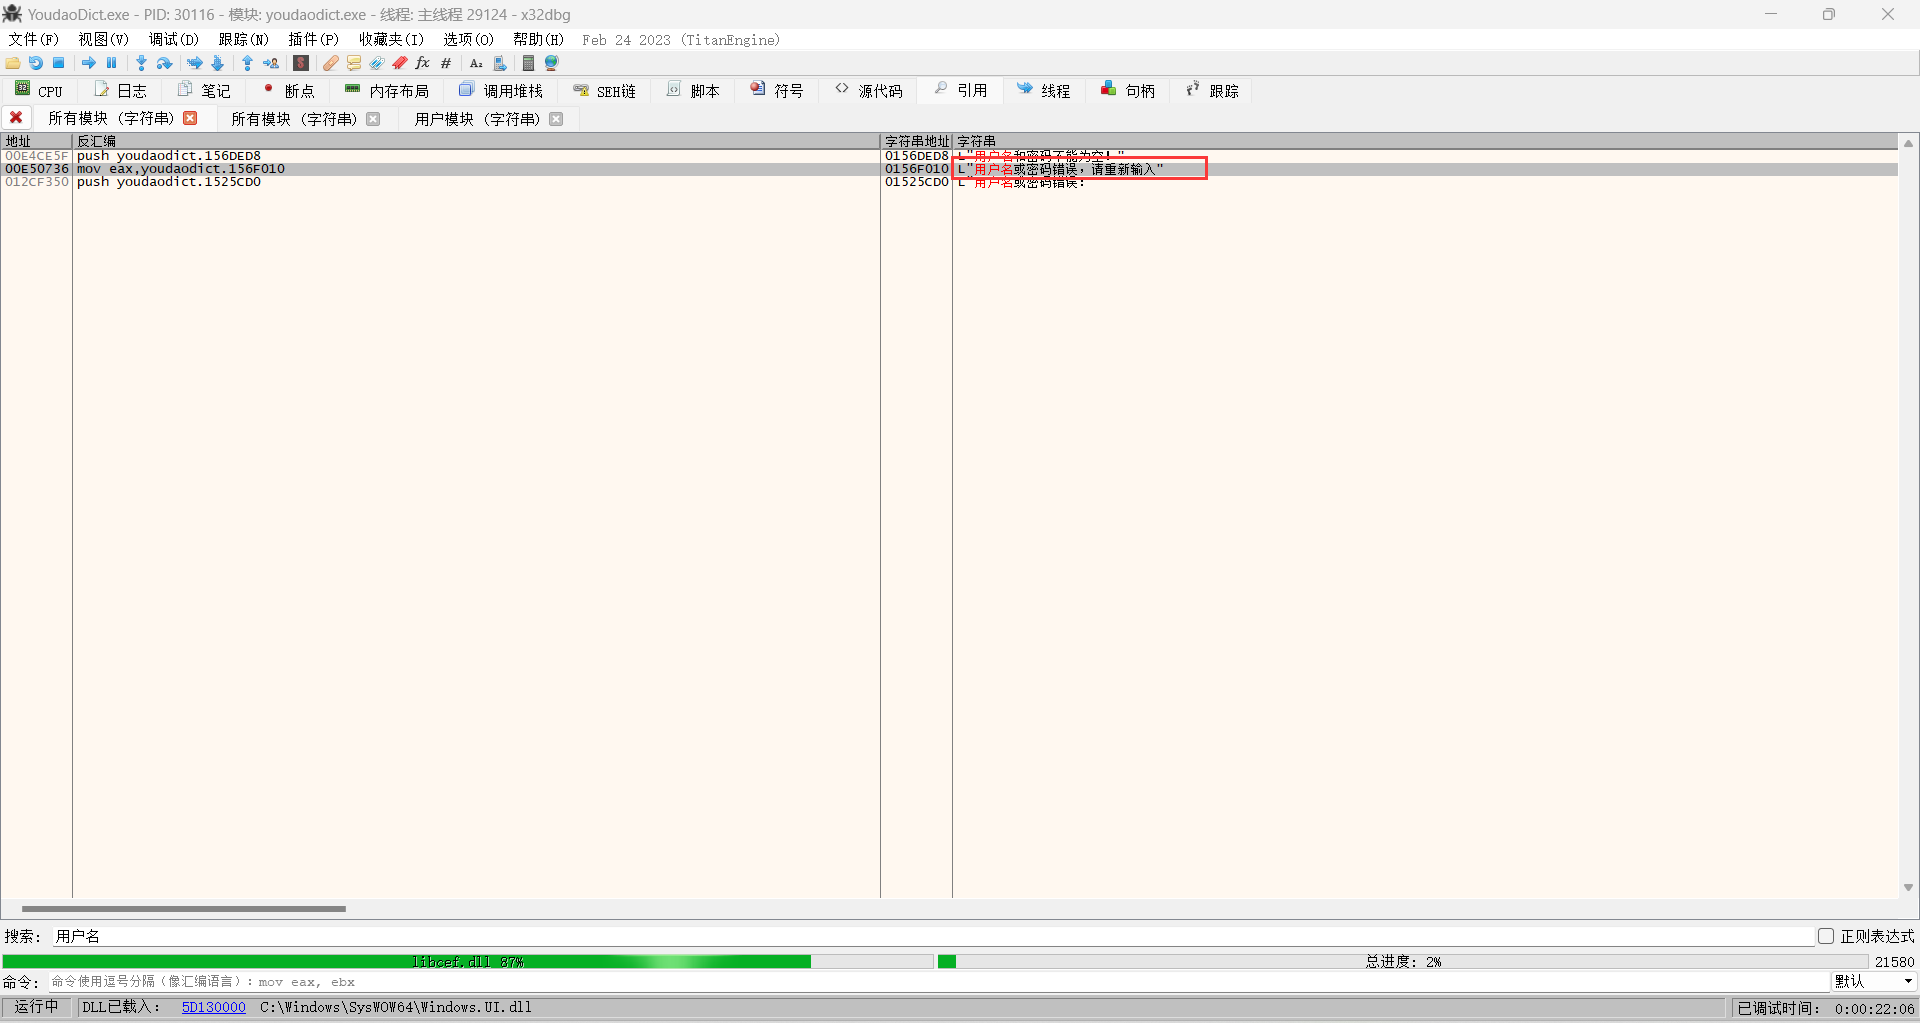 YoudaoDict.exe - PID: 30116 - 模块: youdaodict.exe - 线程: 主线程 29124 - x32dbg
文件(F) 视图(V) 调试(D) 跟踪(N) 插件(P) 收藏夹(I) 选项(O) 帮助(H) Feb 24 2023 (TitanEngine)
CPU 日志 笔记 断点 内存布局 调用堆栈 SEH链 脚本 符号 源代码 引用 线程 句柄 跟踪
所有模块 (字符串) 所有模块 (字符串) 用户模块 (字符串)
地址 反汇编 字符串地址 字符串
00E4CE5F push youdaodict.156DED8 0156DED8 L"用户名和密码不能为空!"
00E50736 mov eax,youdaodict.156F010 0156F010 L"用户名或密码错误，请重新输入"
012CF350 push youdaodict.1525CD0 01525CD0 L"用户名或密码错误:
搜索: 用户名 正则表达式
libcef.dll 87% 总进度: 2% 21580
命令: 命令使用逗号分隔（像汇编语言）: mov eax, ebx 默认
运行中 DLL已载入: 5D130000 C:\Windows\SysWOW64\Windows.UI.dll 已调试时间: 0:00:22:06